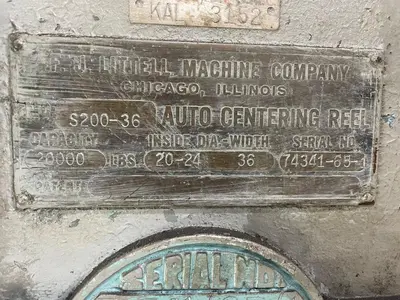 KAL 3152
F. J. LITTELL MACHINE COMPANY
CHICAGO, ILLINOIS
S200-36 AUTO CENTERING REEL
CAPACITY INSIDE DIA-WIDTH SERIAL NO.
20000 LBS. 20-24 36 74341-65-1
PATENTS
SERIAL NO.